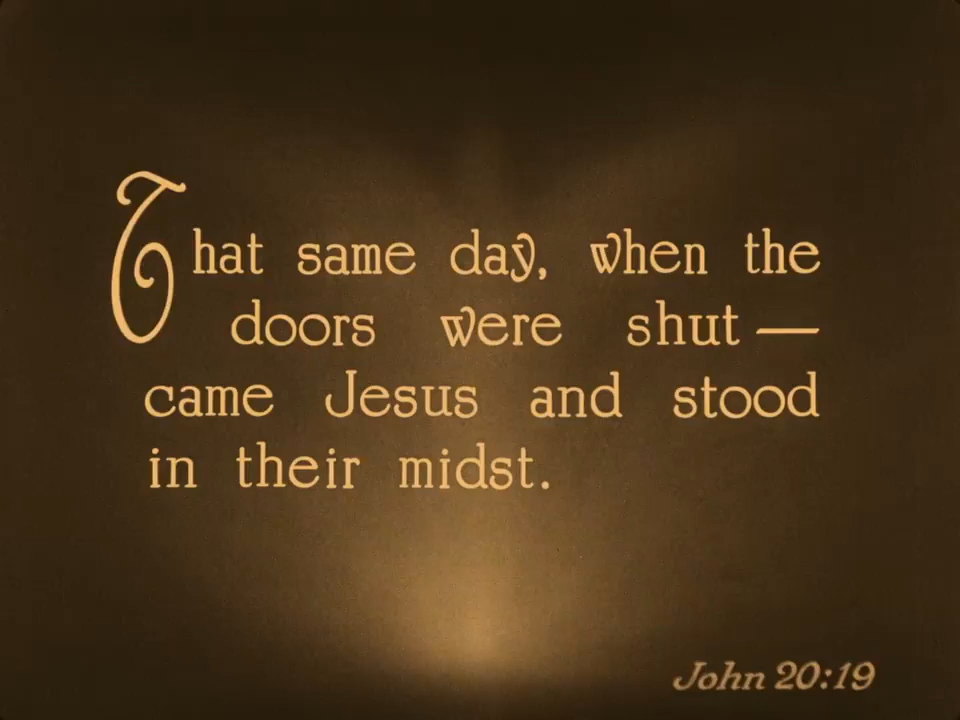 That same day, when the
doors were shut —
came Jesus and stood
in their midst.
John 20:19